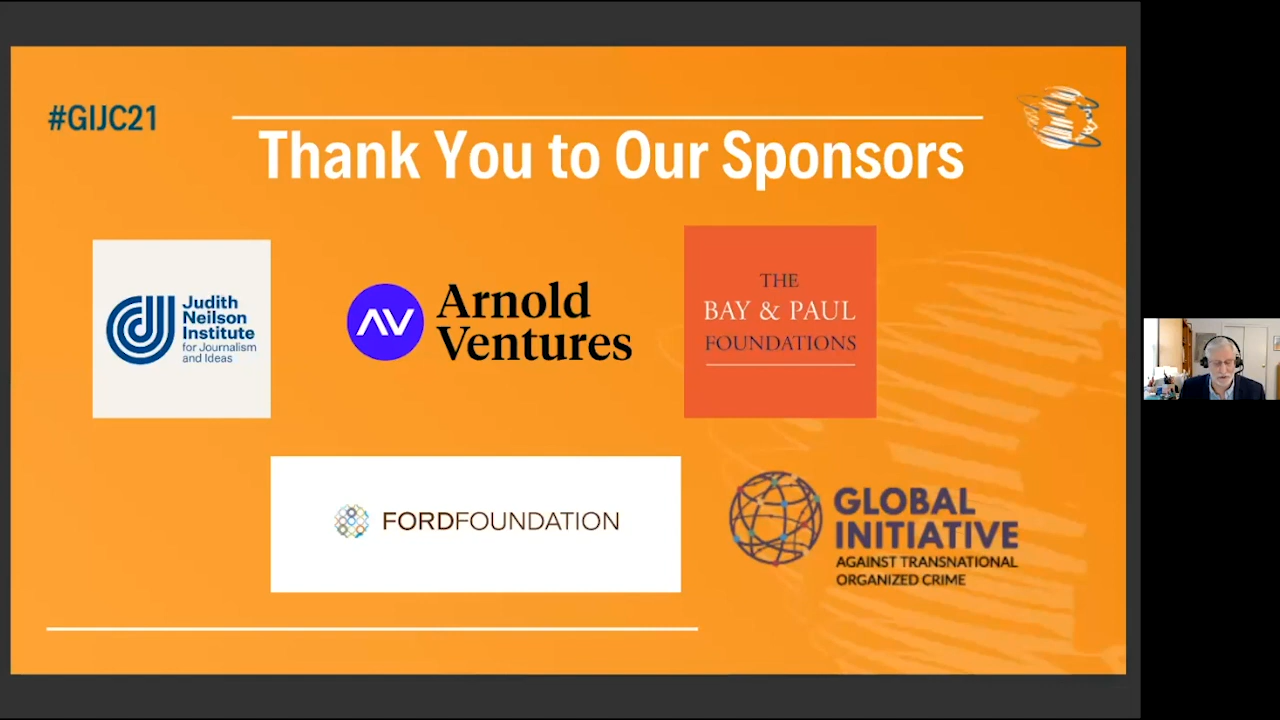 #GIJC21
Thank You to Our Sponsors
Judith
Neilson
Institute
for Journalism
and Ideas
AV
Arnold
Ventures
THE
BAY & PAUL
FOUNDATIONS
FORDFOUNDATION
GLOBAL
INITIATIVE
AGAINST TRANSNATIONAL
ORGANIZED CRIME